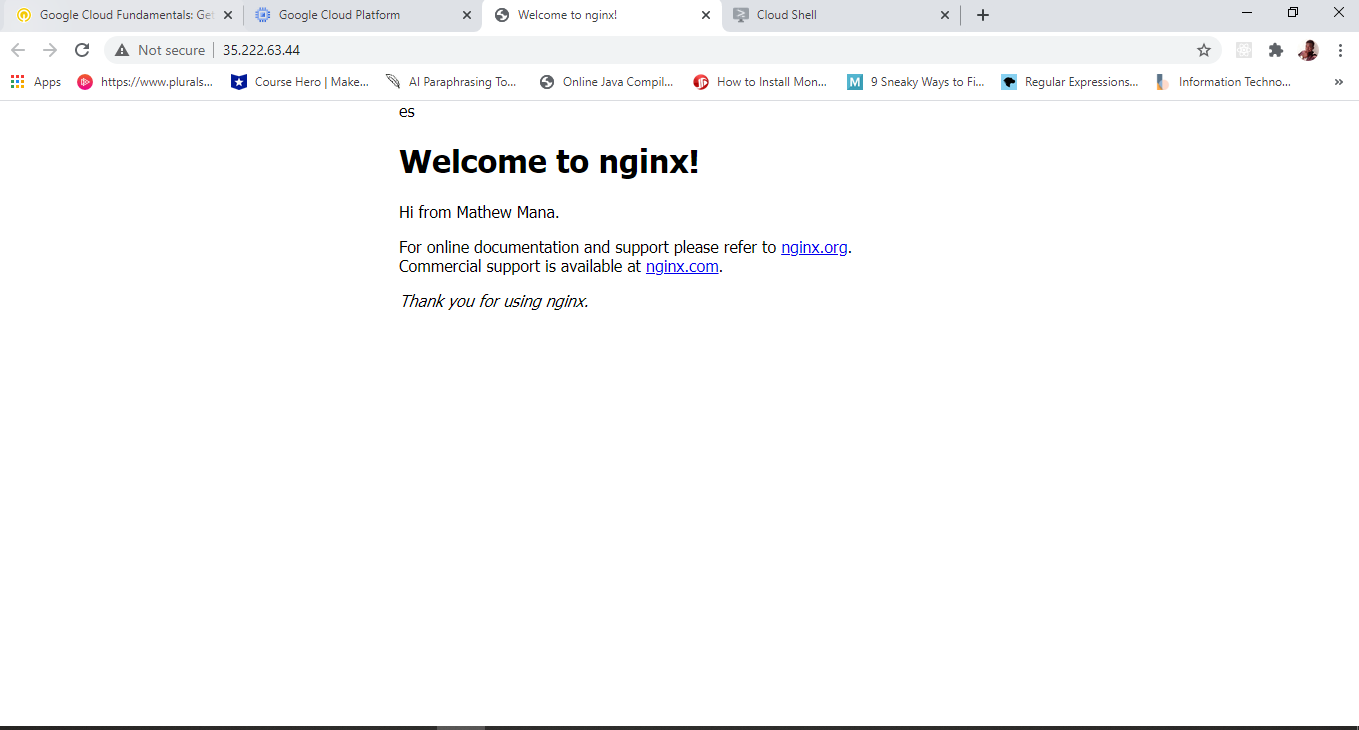 Google Cloud Fundamentals: Get
Google Cloud Platform
Welcome to nginx!
Cloud Shell
Not secure
35.222.63.44
Apps
https://www.plurals...
Course Hero | Make...
AI Paraphrasing To...
Online Java Compil...
How to Install Mon...
M
9 Sneaky Ways to Fi...
Regular Expressions...
Information Techno...
»
es
Welcome to nginx!
Hi from Mathew Mana.
For online documentation and support please refer to nginx.org.
Commercial support is available at nginx.com.
Thank you for using nginx.